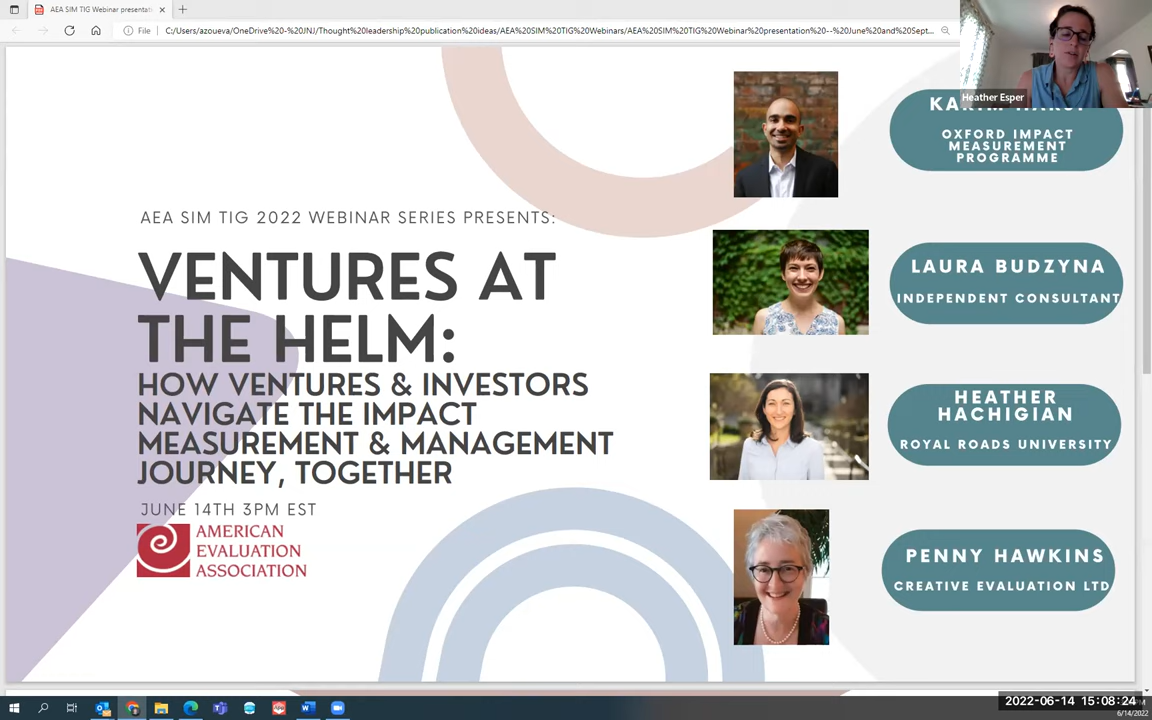 AEA SIM TIG Webinar presentati
File
C:/Users/azoueva/OneDrive%20-%20JNJ/Thought%20leadership%20publication%20ideas/AEA%20SIM%20TIG%20Webinars/AEA%20SIM%20TIG%20Webinar%20presentation%20--%20June%20and%20Sept...
Heather Esper
OXFORD IMPACT
MEASUREMENT
PROGRAMME
AEA SIM TIG 2022 WEBINAR SERIES PRESENTS:
VENTURES AT
THE HELM:
HOW VENTURES & INVESTORS
NAVIGATE THE IMPACT
MEASUREMENT & MANAGEMENT
JOURNEY, TOGETHER
JUNE 14TH 3PM EST
AMERICAN
EVALUATION
ASSOCIATION
LAURA BUDZYNA
INDEPENDENT CONSULTANT
HEATHER
HACHIGIAN
ROYAL ROADS UNIVERSITY
PENNY HAWKINS
CREATIVE EVALUATION LTD
2022-06-14 15:08:24
6/14/2022